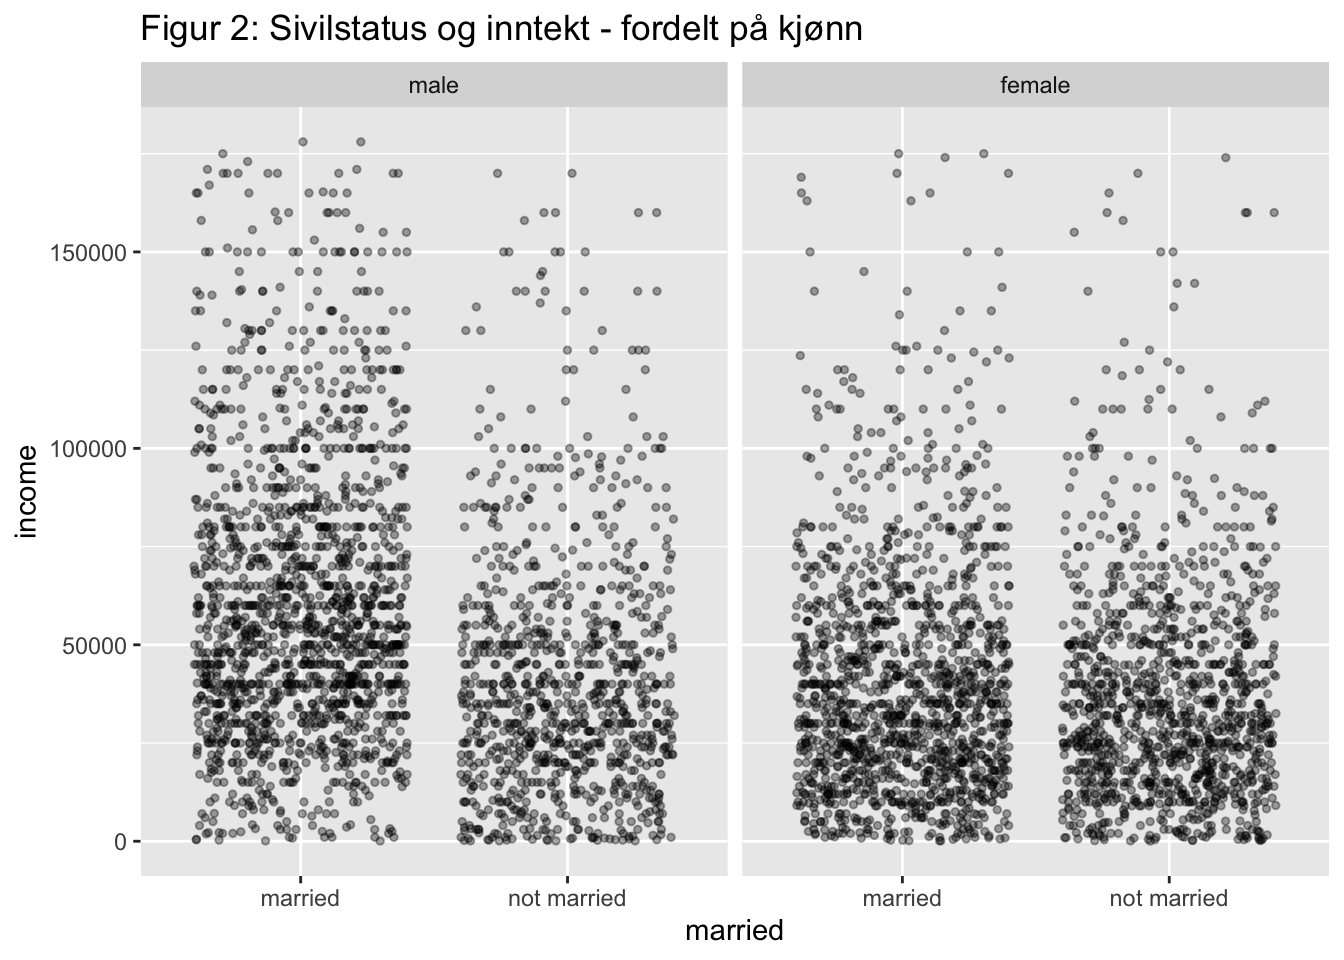 Figur 2: Sivilstatus og inntekt - fordelt på kjønn
male
female
150000
100000
50000
0
income
married
not married
married
not married
married